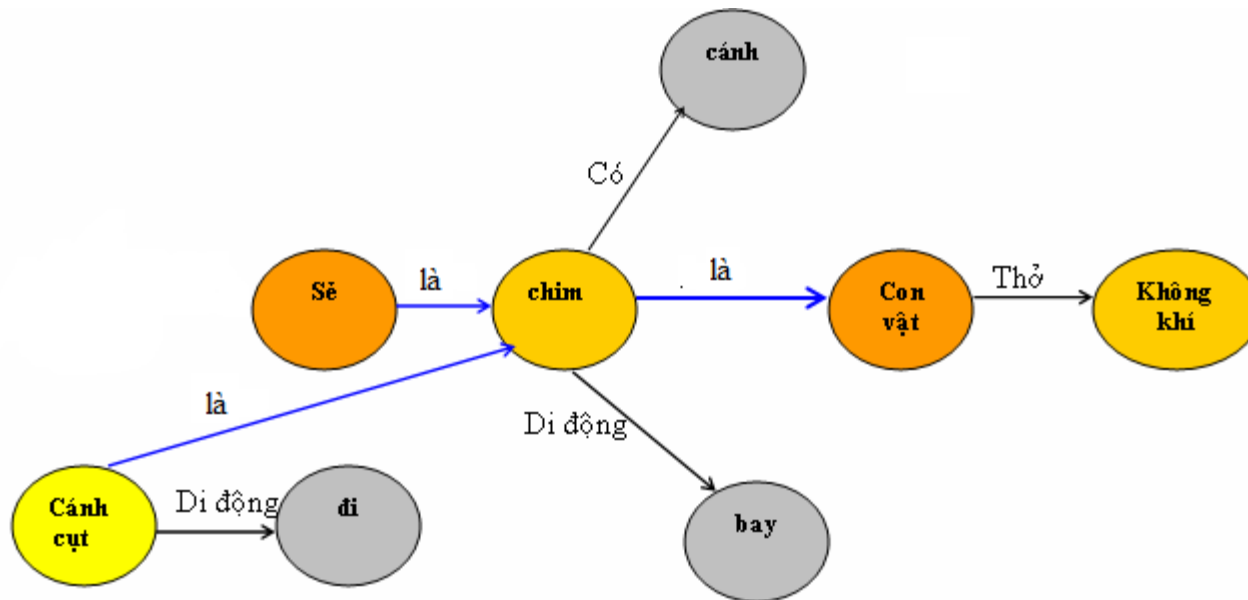 cánh
Có
Sẻ
là
chim
là
Con
vật
Thở
Không
khí
là
Di động
Cánh
cụt
Di động
đi
bay